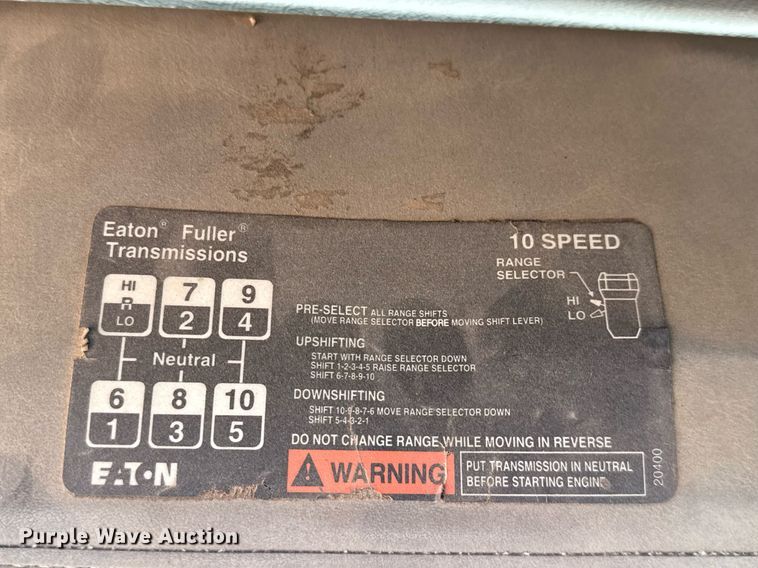 Eaton® Fuller®
Transmissions
10 SPEED
RANGE
SELECTOR
HI
LO
HI
R
LO
7
2
9
4
Neutral
6
1
8
3
10
5
PRE-SELECT ALL RANGE SHIFTS
(MOVE RANGE SELECTOR BEFORE MOVING SHIFT LEVER)
UPSHIFTING
START WITH RANGE SELECTOR DOWN
SHIFT 1-2-3-4-5 RAISE RANGE SELECTOR
SHIFT 6-7-8-9-10
DOWNSHIFTING
SHIFT 10-9-8-7-6 MOVE RANGE SELECTOR DOWN
SHIFT 5-4-3-2-1
DO NOT CHANGE RANGE WHILE MOVING IN REVERSE
EATON
WARNING
PUT TRANSMISSION IN NEUTRAL
BEFORE STARTING ENGINE
20400
Purple Wave Auction